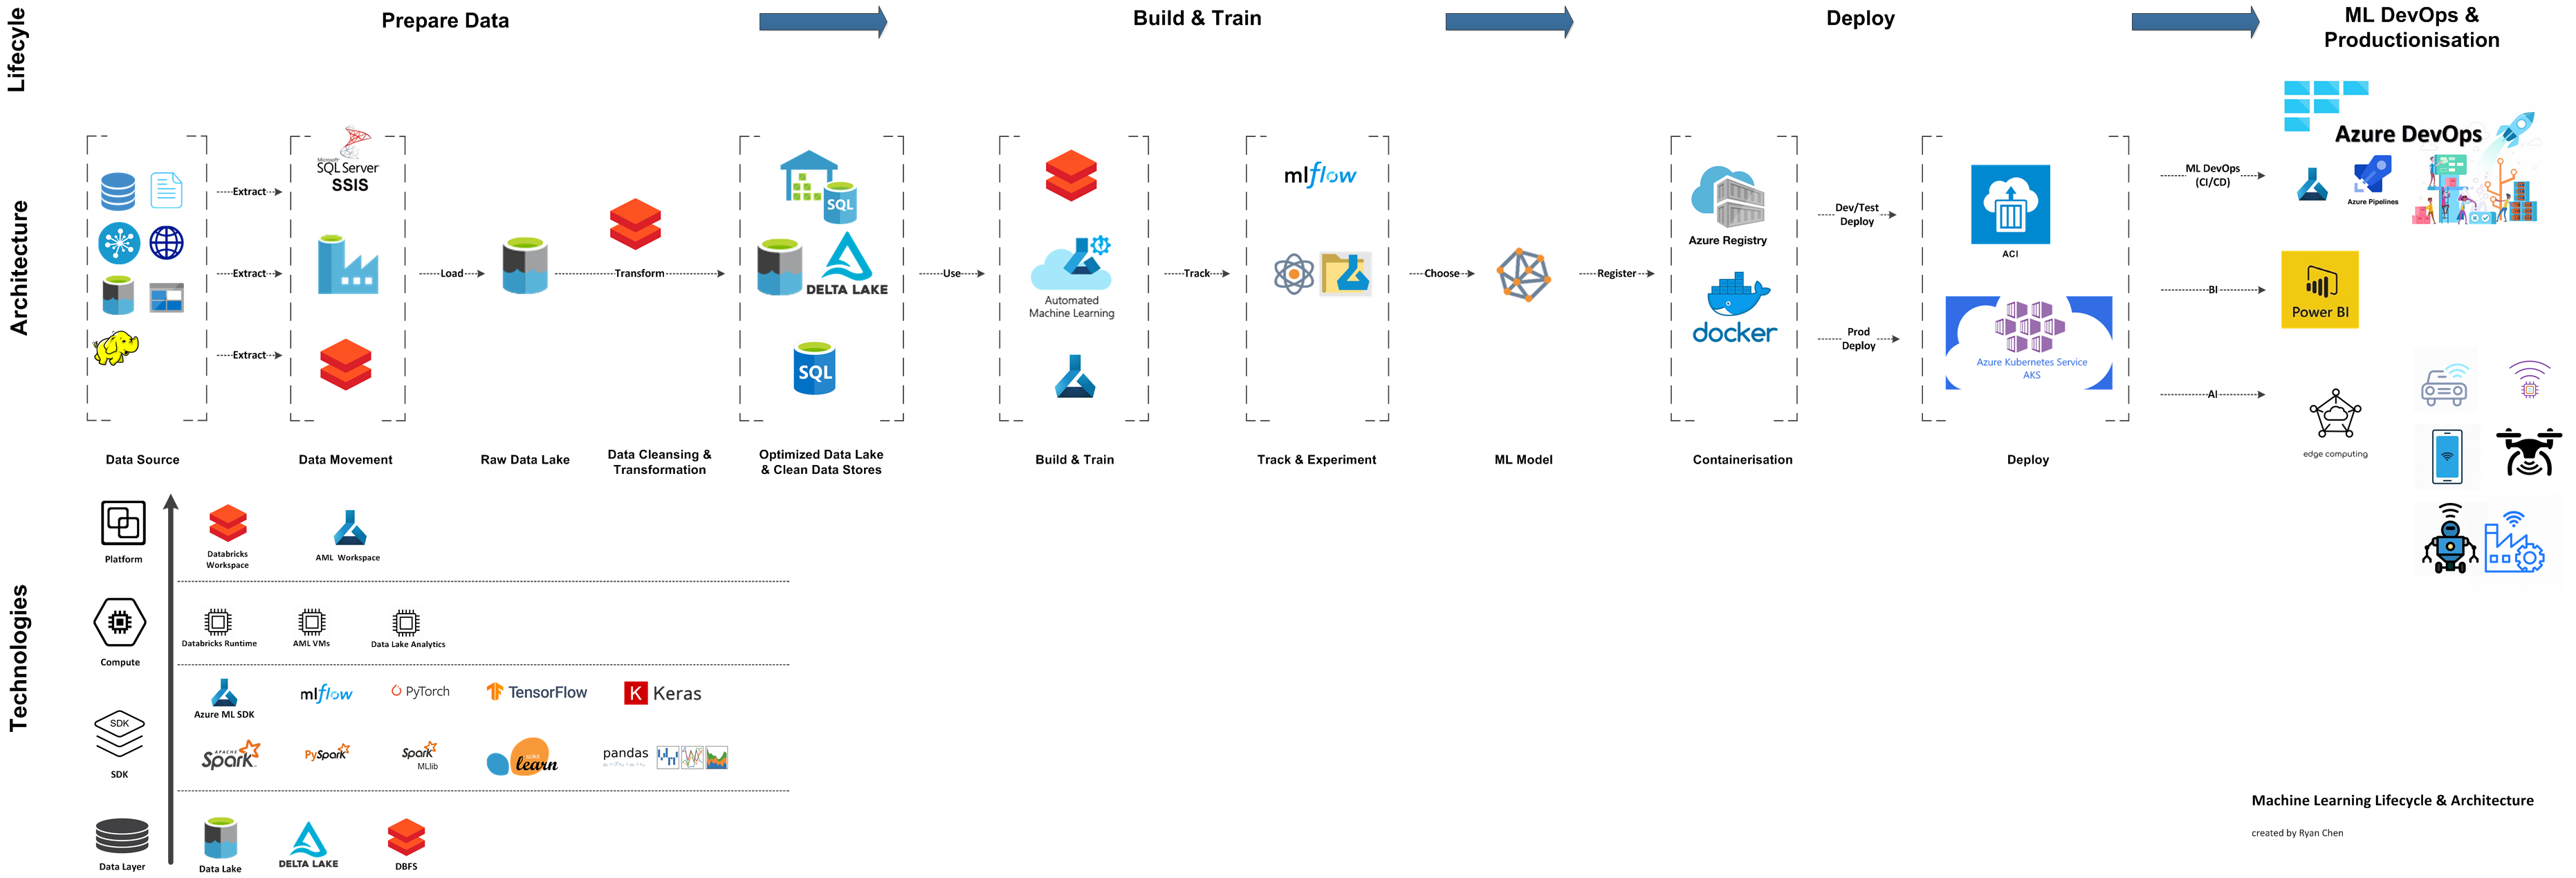 Lifecyle
Prepare Data
Build & Train
Deploy
ML DevOps &
Productionisation
Architecture
Extract
Extract
Extract
Microsoft
SQL Server
SSIS
Load
Transform
SQL
DELTA LAKE
SQL
Use
Automated
Machine Learning
Track
mlflow
Choose
Register
Azure Registry
docker
Dev/Test
Deploy
Prod
Deploy
ACI
Azure Kubernetes Service
AKS
ML DevOps
(CI/CD)
BI
AI
Azure DevOps
Azure Pipelines
Power BI
edge computing
Data Source
Data Movement
Raw Data Lake
Data Cleansing &
Transformation
Optimized Data Lake
& Clean Data Stores
Build & Train
Track & Experiment
ML Model
Containerisation
Deploy
Technologies
Platform
Databricks
Workspace
AML Workspace
Compute
Databricks Runtime
AML VMs
Data Lake Analytics
SDK
SDK
Azure ML SDK
mlflow
PyTorch
TensorFlow
K Keras
APACHE
Spark
PySpark
Spark
MLlib
learn
pandas
Data Layer
Data Lake
DELTA LAKE
DBFS
Machine Learning Lifecycle & Architecture
created by Ryan Chen